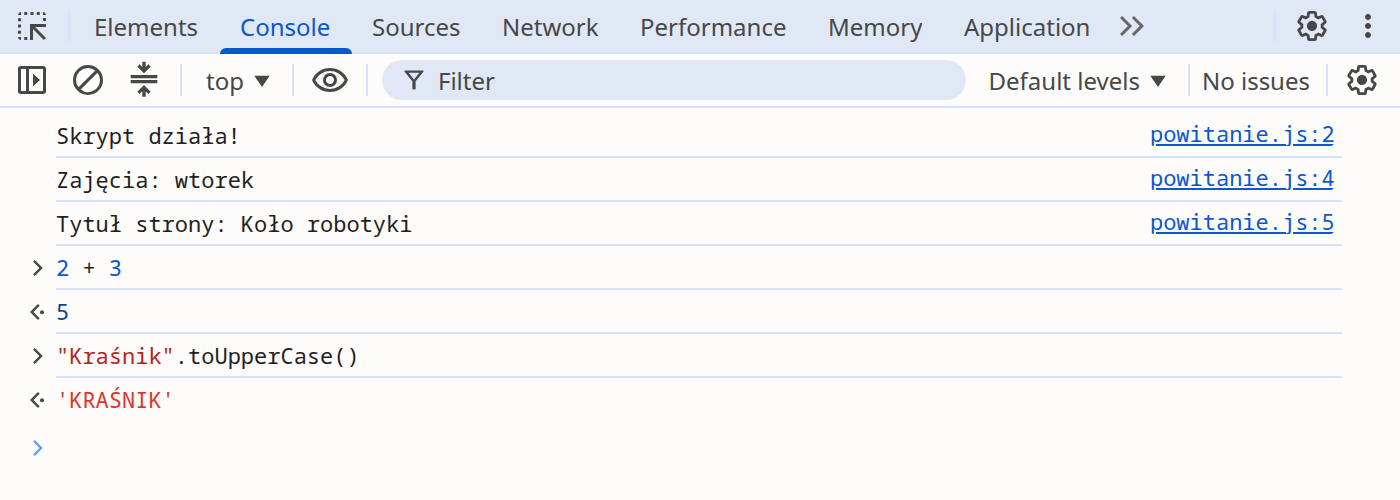 Elements Console Sources Network Performance Memory Application
top Filter Default levels No issues
Skrypt działa! powitanie.js:2
Zajęcia: wtorek powitanie.js:4
Tytuł strony: Koło robotyki powitanie.js:5
2 + 3
5
"Kraśnik".toUpperCase()
'KRAŚNIK'